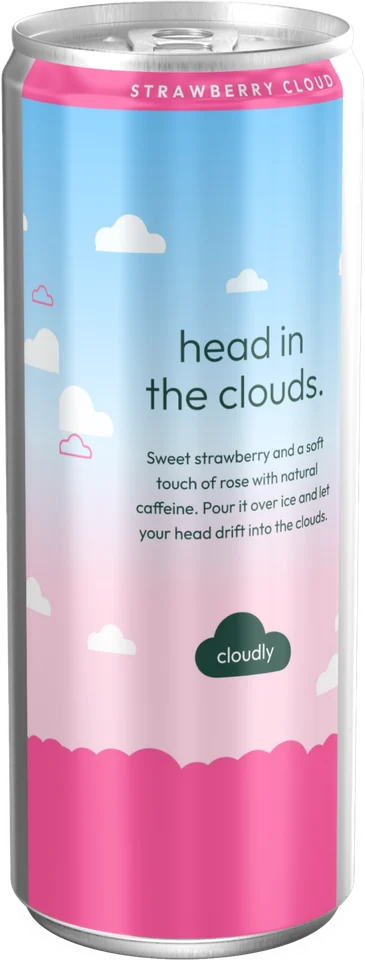 STRAWBERRY CLOUD
head in
the clouds.
Sweet strawberry and a soft
touch of rose with natural
caffeine. Pour it over ice and let
your head drift into the clouds.
cloudly